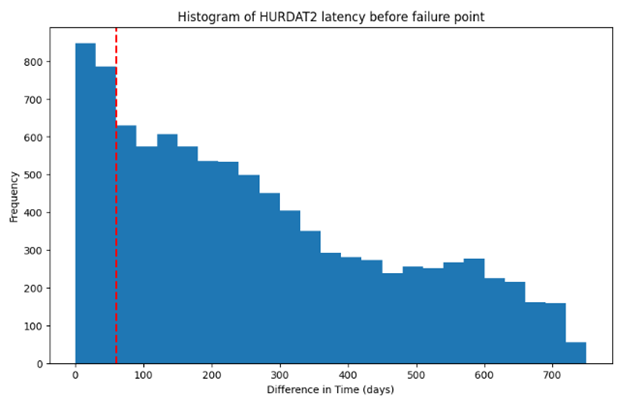 Histogram of HURDAT2 latency before failure point
800
700
600
500
400
300
200
100
0
Frequency
0 100 200 300 400 500 600 700
Difference in Time (days)